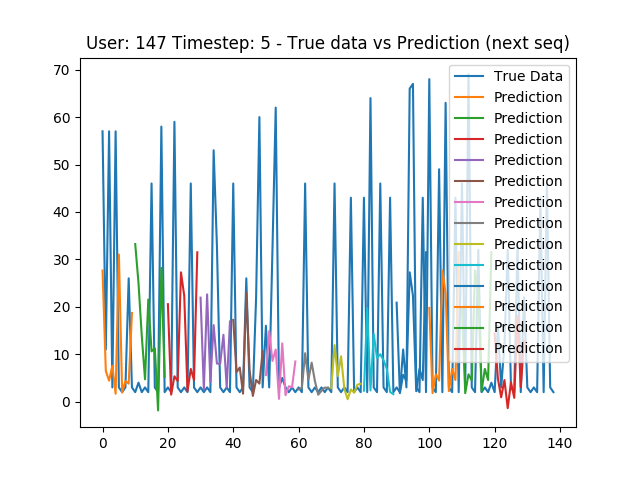 User: 147 Timestep: 5 - True data vs Prediction (next seq)
70
60
50
40
30
20
10
0
0 20 40 60 80 100 120 140
True Data
Prediction
Prediction
Prediction
Prediction
Prediction
Prediction
Prediction
Prediction
Prediction
Prediction
Prediction
Prediction
Prediction